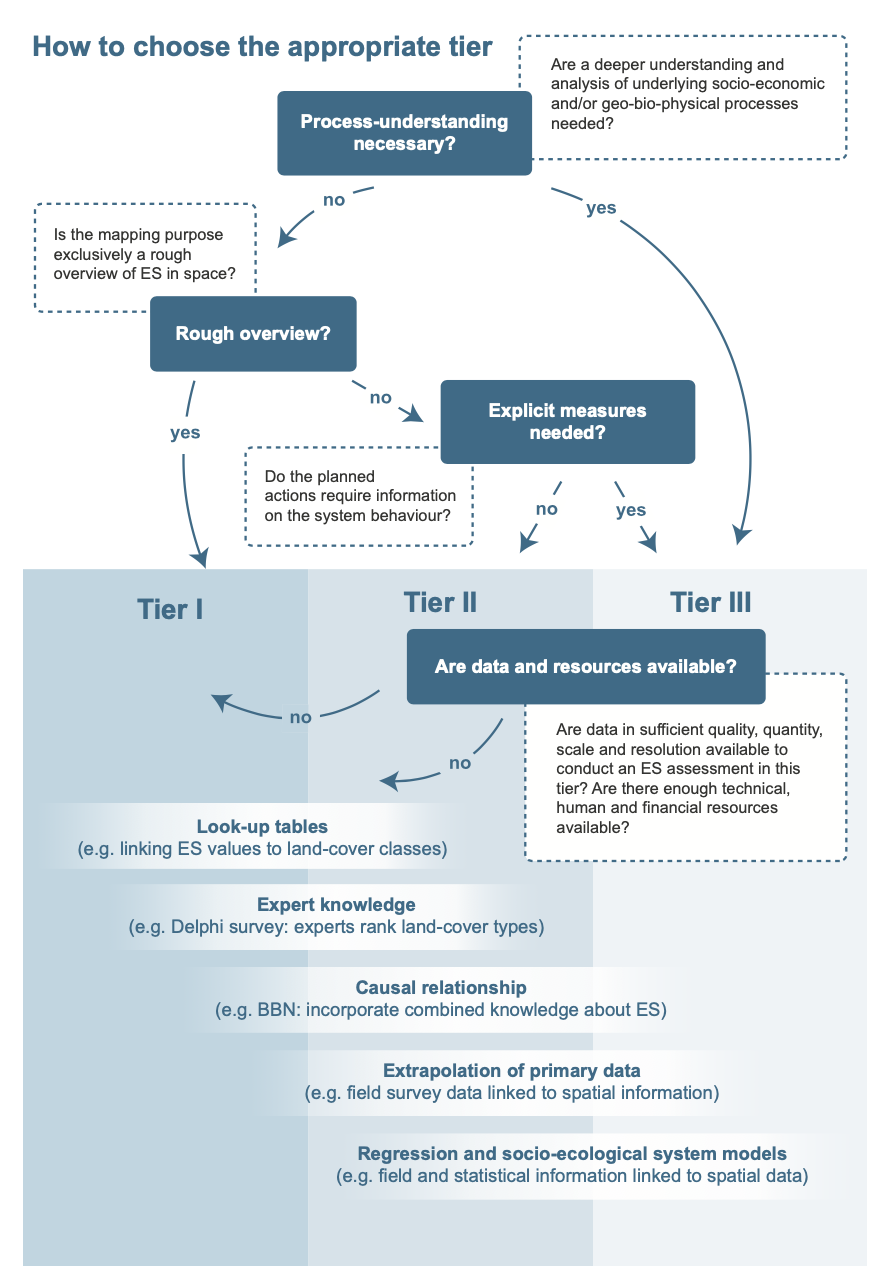 How to choose the appropriate tier
Are a deeper understanding and
analysis of underlying socio-economic
and/or geo-bio-physical processes
needed?
Process-understanding
necessary?
no
yes
Is the mapping purpose
exclusively a rough
overview of ES in space?
Rough overview?
no
yes
Explicit measures
needed?
Do the planned
actions require information
on the system behaviour?
no
yes
Tier I
Tier II
Tier III
Are data and resources available?
no
no
Are data in sufficient quality, quantity,
scale and resolution available to
conduct an ES assessment in this
tier? Are there enough technical,
human and financial resources
available?
Look-up tables
(e.g. linking ES values to land-cover classes)
Expert knowledge
(e.g. Delphi survey: experts rank land-cover types)
Causal relationship
(e.g. BBN: incorporate combined knowledge about ES)
Extrapolation of primary data
(e.g. field survey data linked to spatial information)
Regression and socio-ecological system models
(e.g. field and statistical information linked to spatial data)